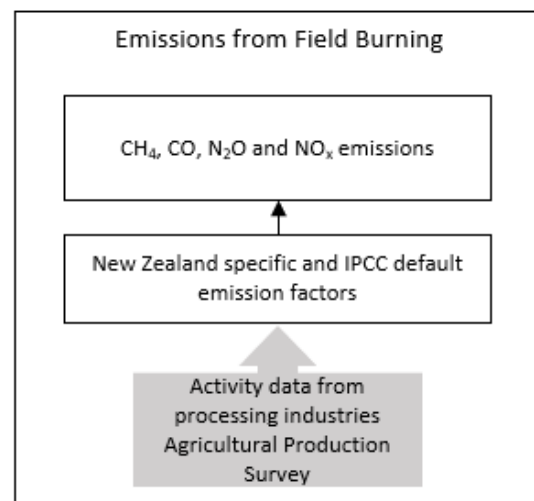 Emissions from Field Burning
CH₄, CO, N₂O and NOₓ emissions
New Zealand specific and IPCC default
emission factors
Activity data from
processing industries
Agricultural Production
Survey